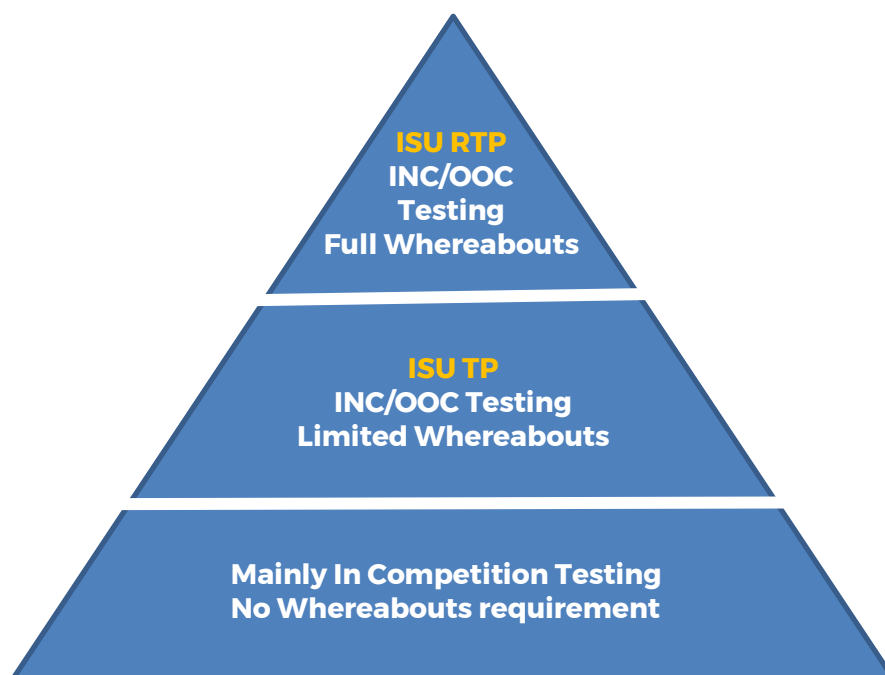 ISU RTP
INC/OOC
Testing
Full Whereabouts
ISU TP
INC/OOC Testing
Limited Whereabouts
Mainly In Competition Testing
No Whereabouts requirement